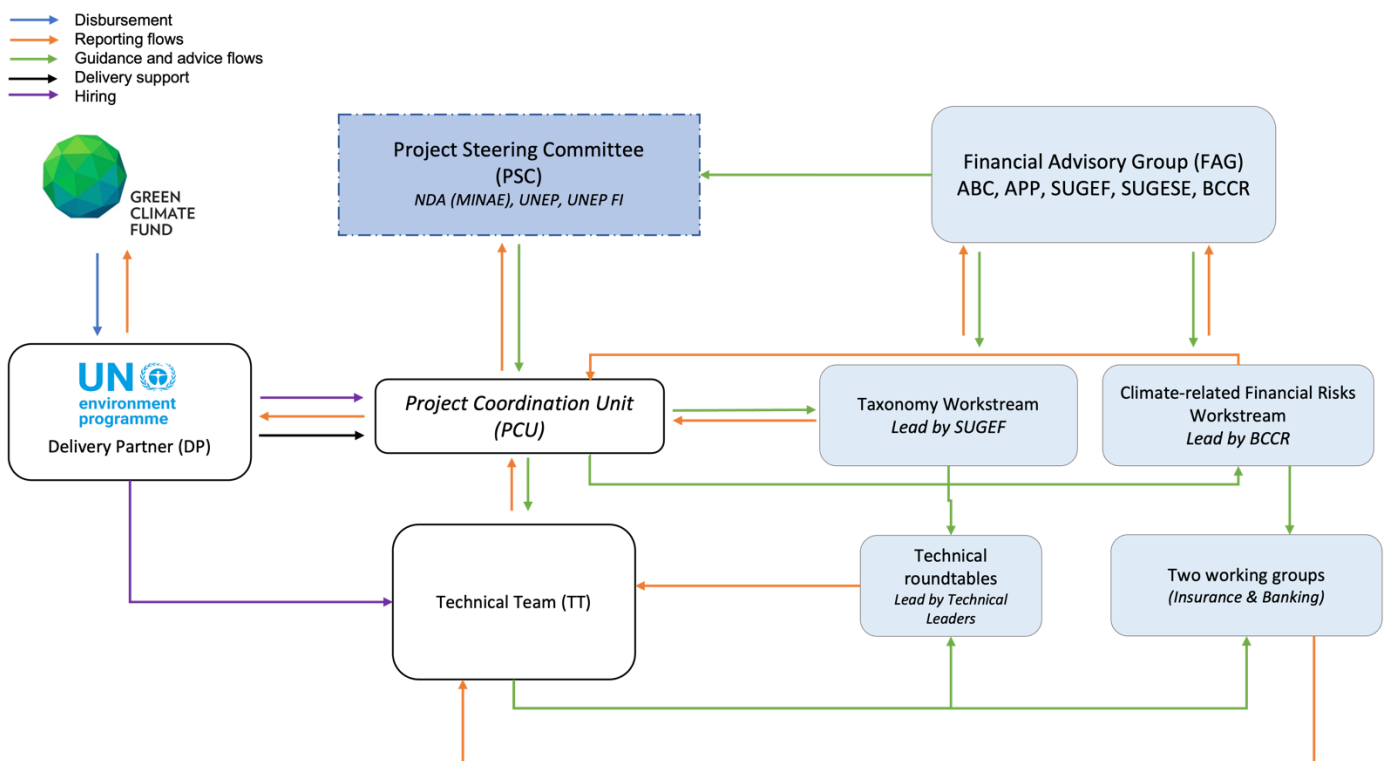 Disbursement
Reporting flows
Guidance and advice flows
Delivery support
Hiring
GREEN
CLIMATE
FUND
Project Steering Committee
(PSC)
NDA (MINAE), UNEP, UNEP FI
Financial Advisory Group (FAG)
ABC, APP, SUGEF, SUGESE, BCCR
UN
environment
programme
Delivery Partner (DP)
Project Coordination Unit
(PCU)
Taxonomy Workstream
Lead by SUGEF
Climate-related Financial Risks
Workstream
Lead by BCCR
Technical Team (TT)
Technical
roundtables
Lead by Technical
Leaders
Two working groups
(Insurance & Banking)